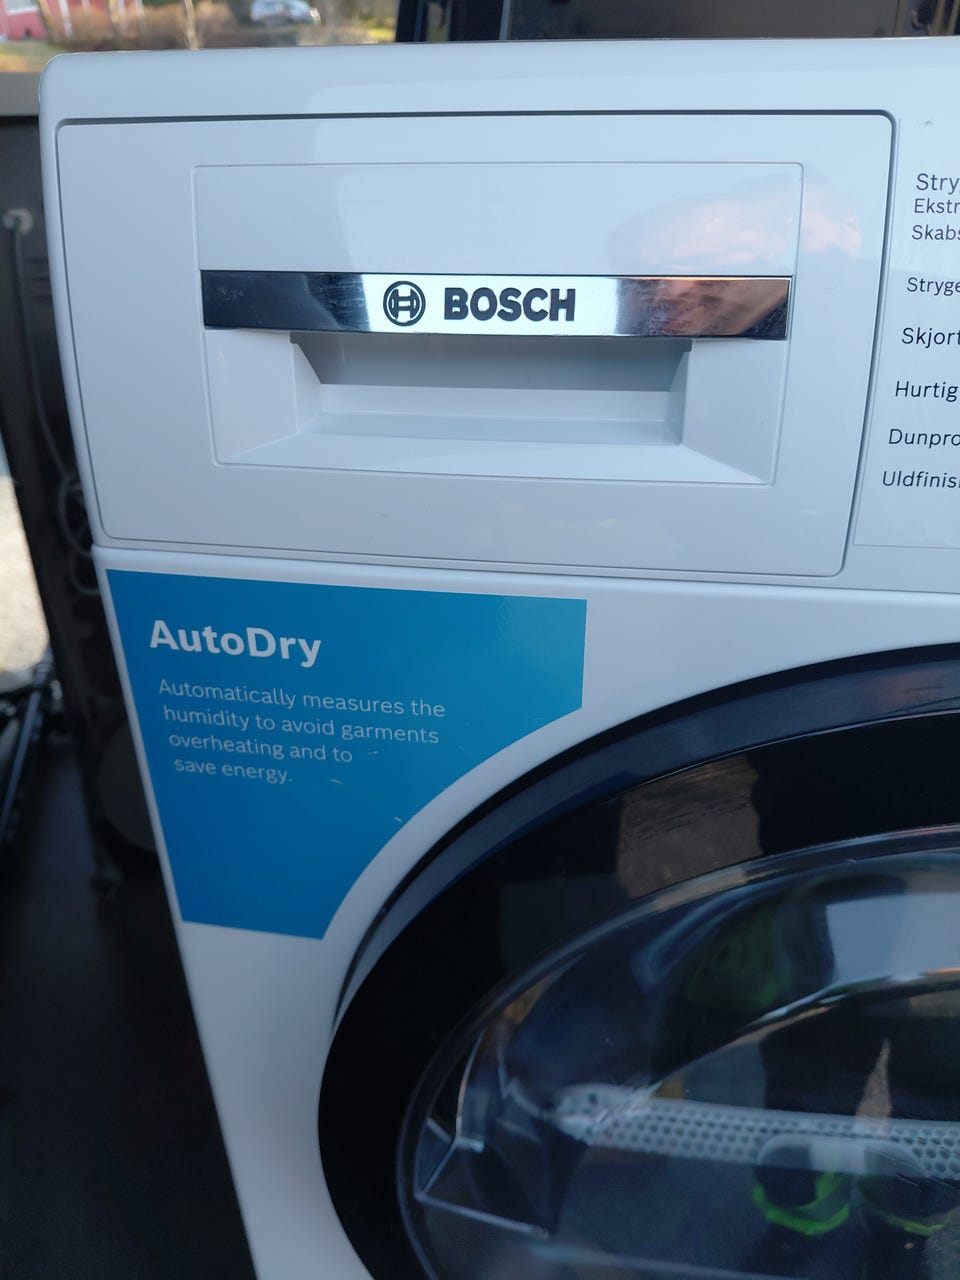 BOSCH
Stry
Ekstr
Skabs
Stryge
Skjort
Hurtig
Dunpro
Uldfinis
AutoDry
Automatically measures the
humidity to avoid garments
overheating and to
save energy.